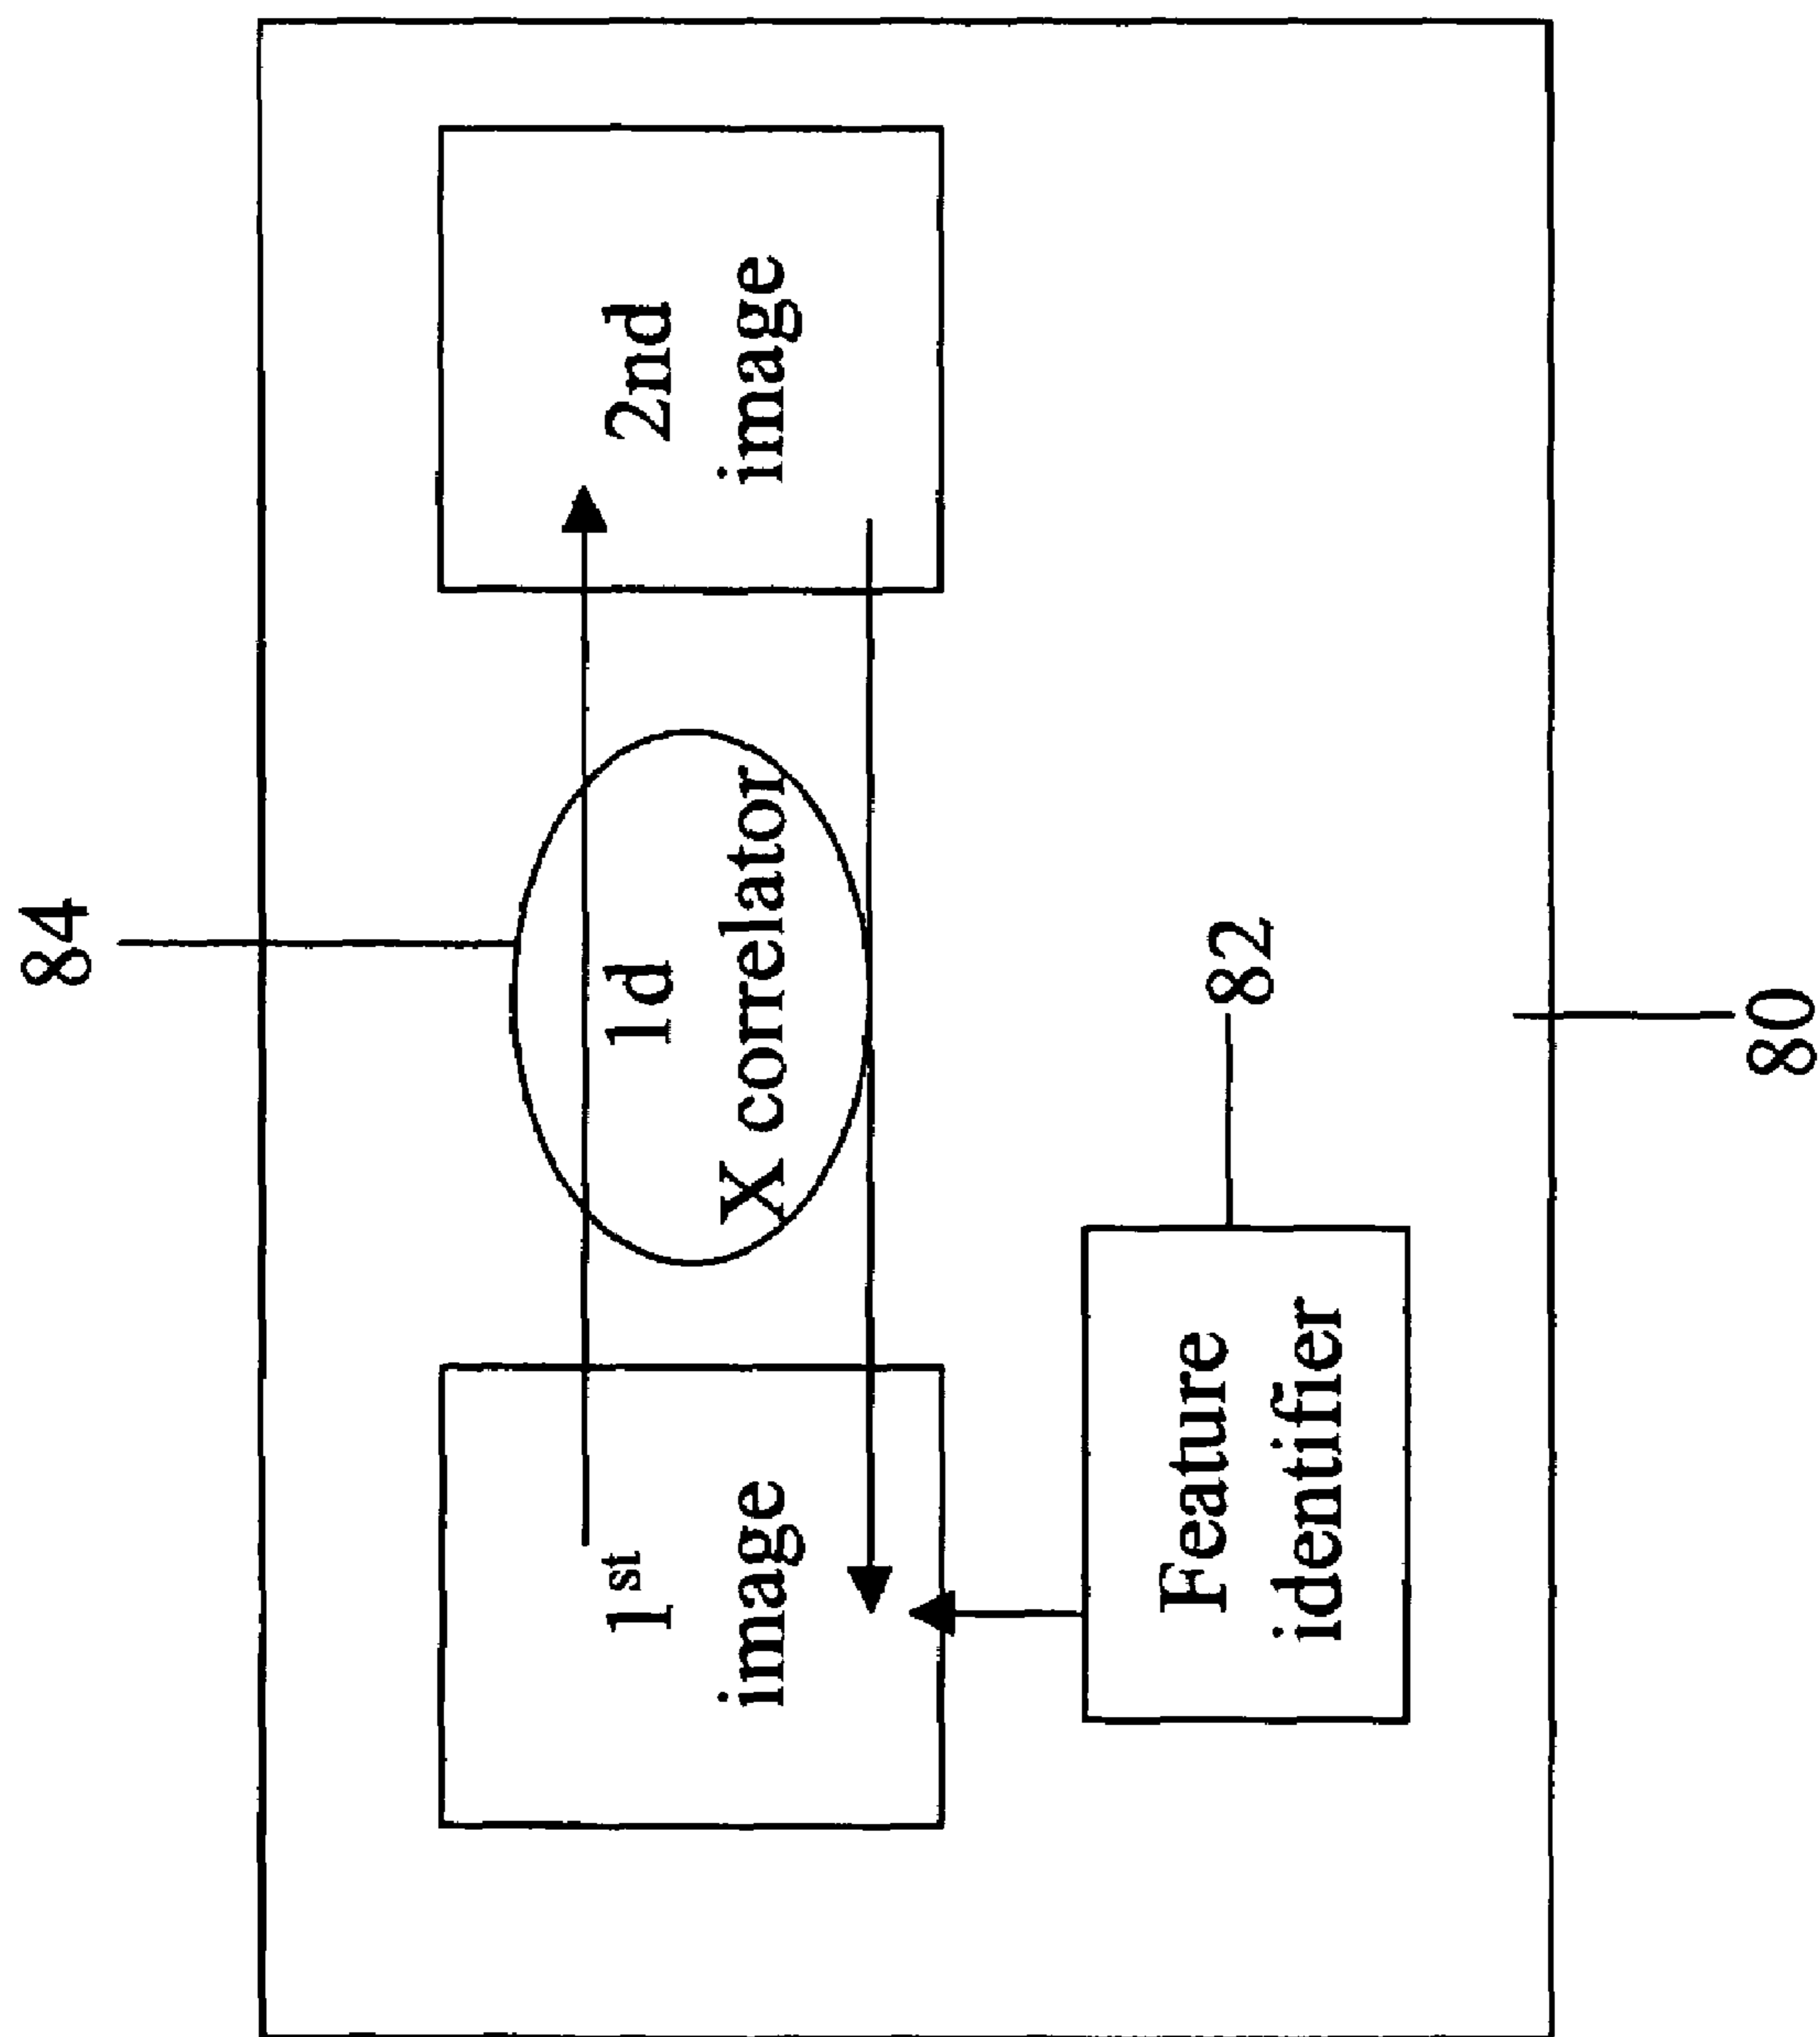 84
1st
image
1d
X correlator
2nd
image
Feature
identifier
82
80